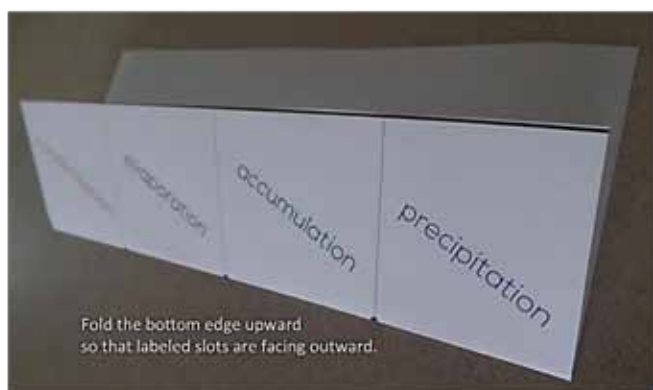 evaporation
accumulation
precipitation
Fold the bottom edge upward
so that labeled slots are facing outward.